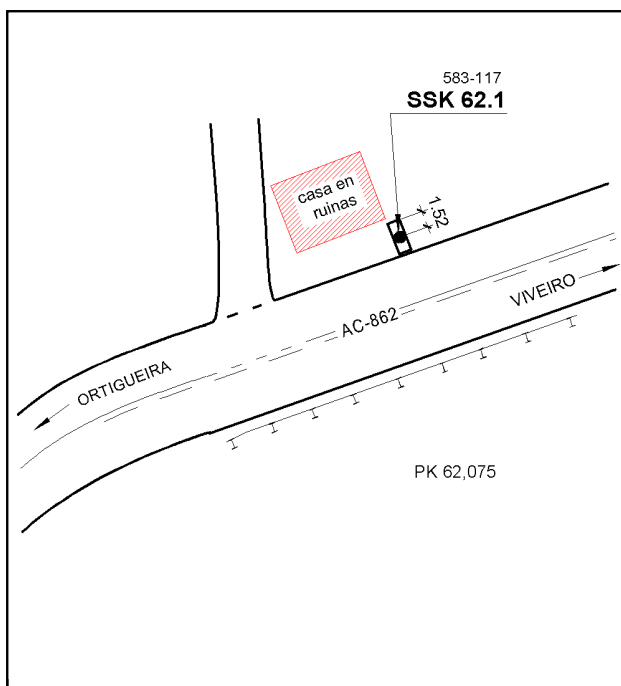 583-117
SSK 62.1
casa en
ruinas
1.52
AC-862
VIVEIRO
ORTIGUEIRA
PK 62,075